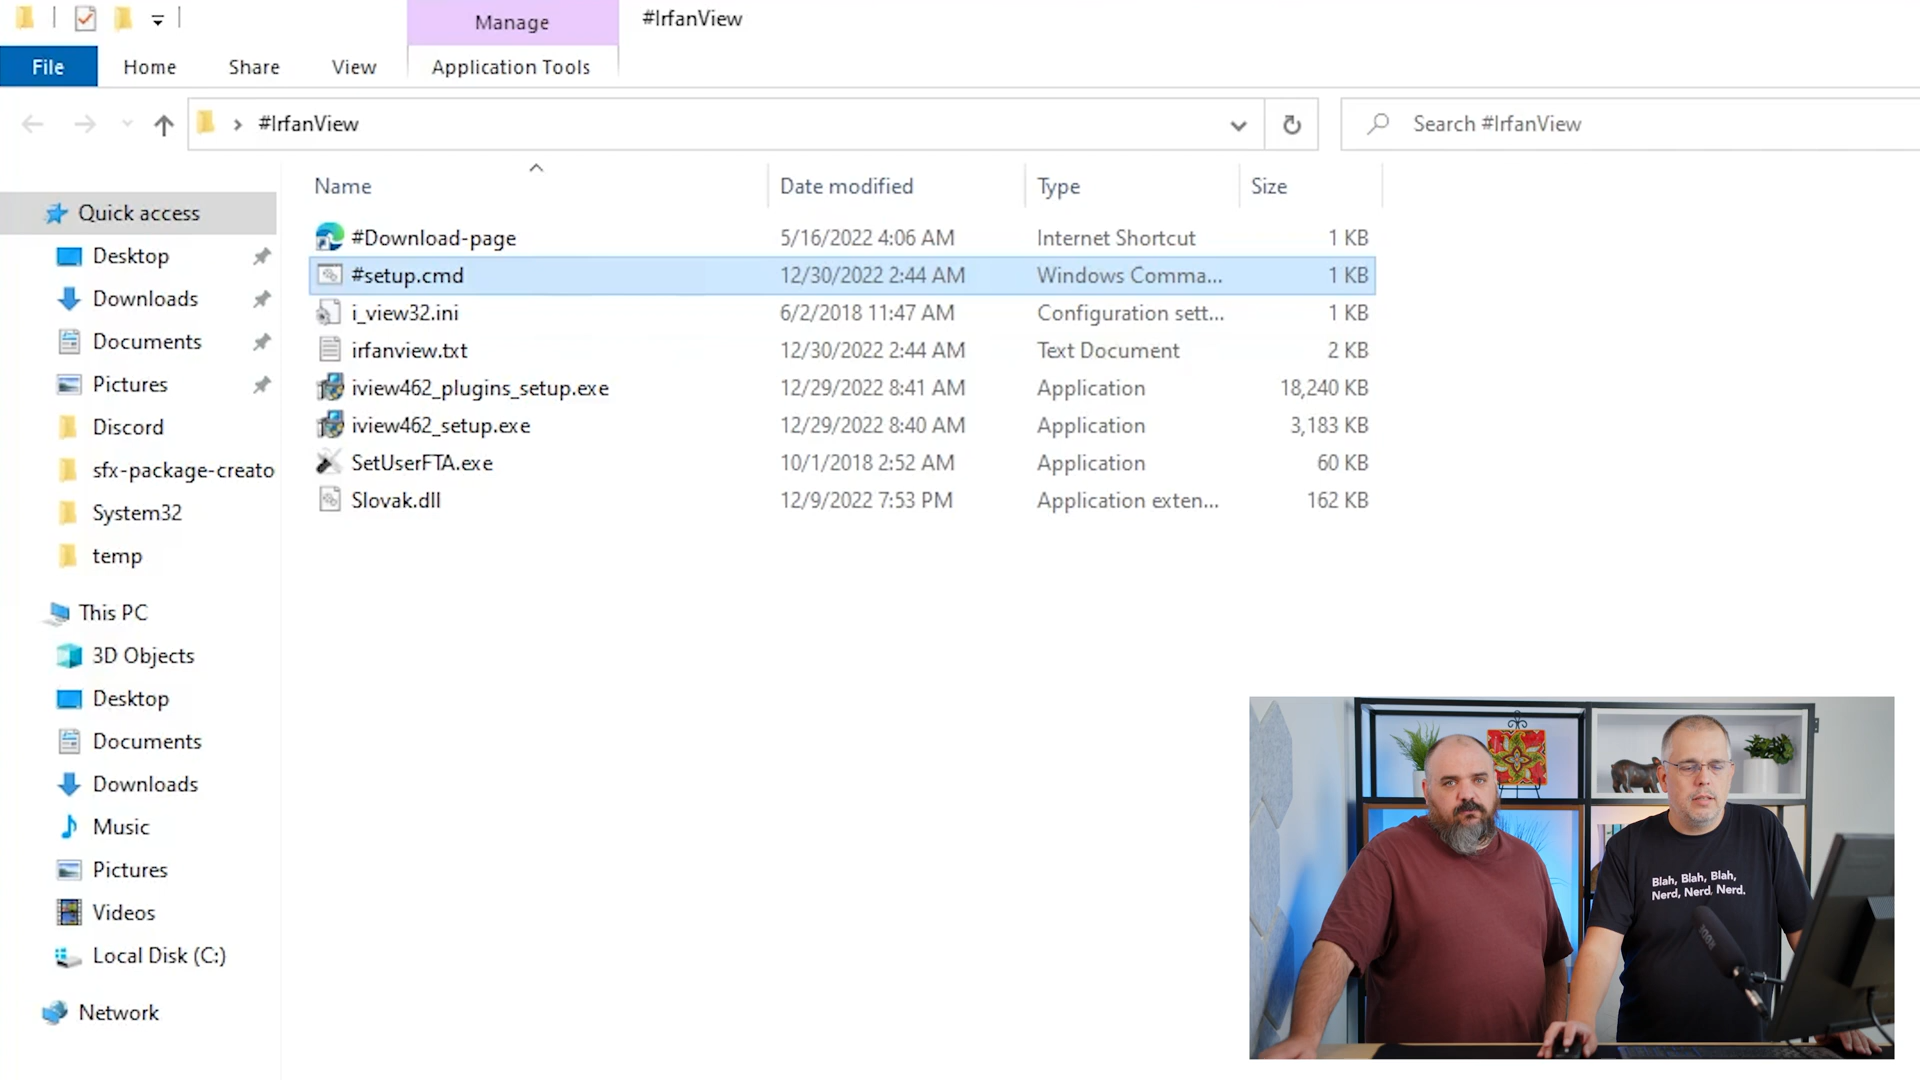 Manage
#IrfanView
File
Home
Share
View
Application Tools
#IrfanView
Search #IrfanView
Name
Date modified
Type
Size
Quick access
Desktop
Downloads
Documents
Pictures
Discord
sfx-package-creato
System32
temp
This PC
3D Objects
Desktop
Documents
Downloads
Music
Pictures
Videos
Local Disk (C:)
Network
#Download-page 5/16/2022 4:06 AM Internet Shortcut 1 KB
#setup.cmd 12/30/2022 2:44 AM Windows Comma... 1 KB
i_view32.ini 6/2/2018 11:47 AM Configuration sett... 1 KB
irfanview.txt 12/30/2022 2:44 AM Text Document 2 KB
iview462_plugins_setup.exe 12/29/2022 8:41 AM Application 18,240 KB
iview462_setup.exe 12/29/2022 8:40 AM Application 3,183 KB
SetUserFTA.exe 10/1/2018 2:52 AM Application 60 KB
Slovak.dll 12/9/2022 7:53 PM Application exten... 162 KB
Blah, Blah, Blah,
Nerd, Nerd, Nerd.
RODE